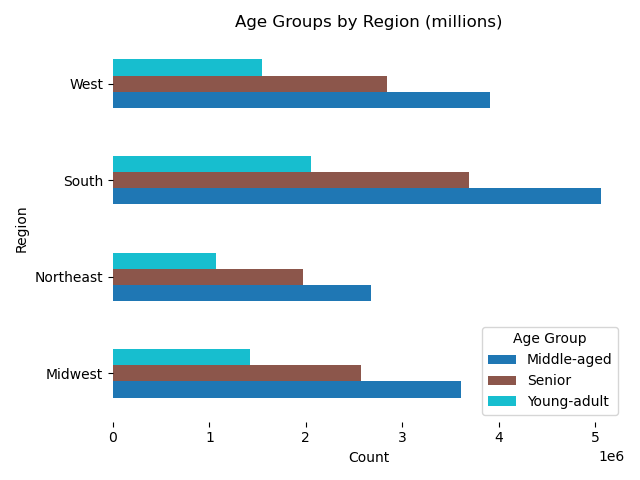 Age Groups by Region (millions)
West
South
Northeast
Midwest
Region
Age Group
Middle-aged
Senior
Young-adult
0 1 2 3 4 5
1e6
Count